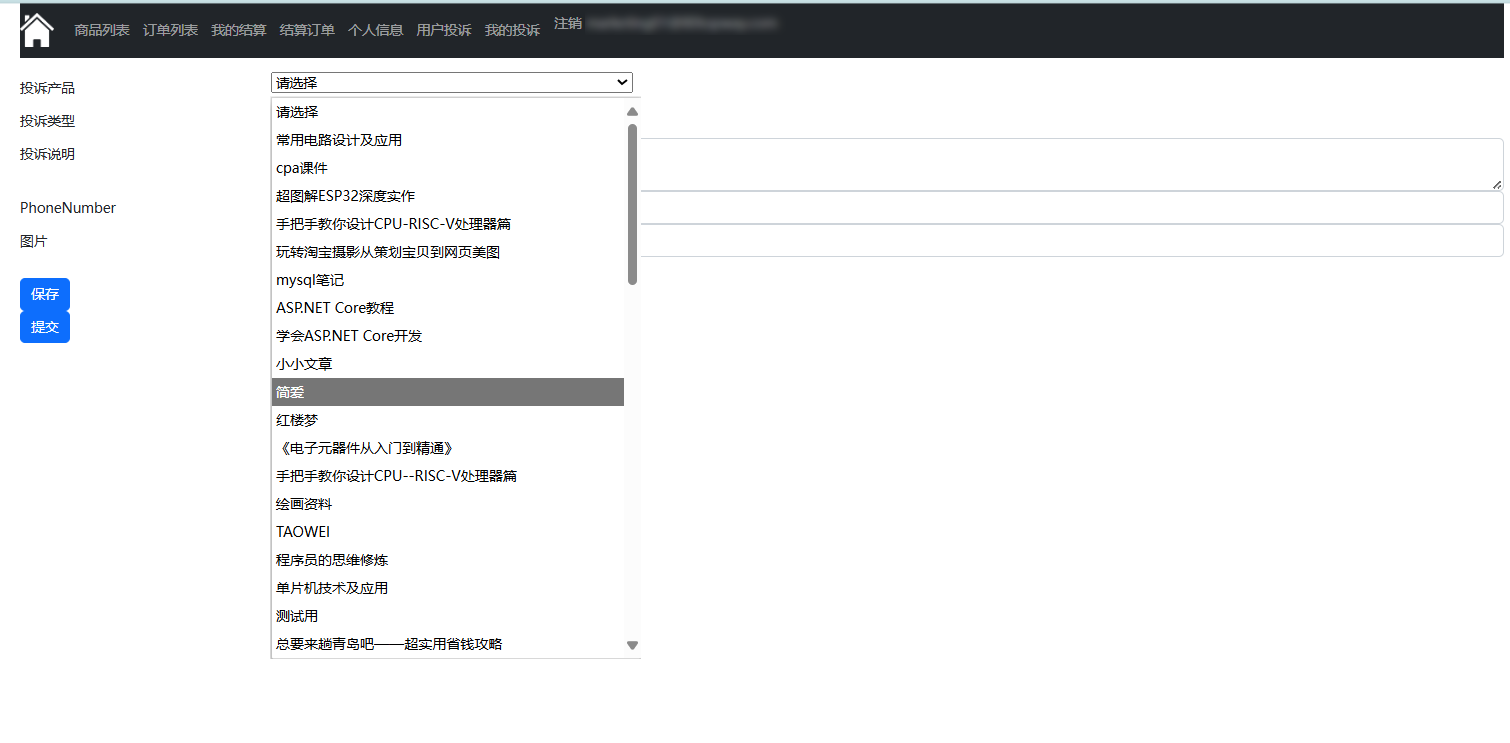 商品列表 订单列表 我的结算 结算订单 个人信息 用户投诉 我的投诉 注销
投诉产品
请选择
投诉类型
投诉说明
PhoneNumber
图片
保存
提交
请选择
常用电路设计及应用
cpa课件
超图解ESP32深度实作
手把手教你设计CPU-RISC-V处理器篇
玩转淘宝摄影从策划宝贝到网页美图
mysql笔记
ASP.NET Core教程
学会ASP.NET Core开发
小小文章
简爱
红楼梦
《电子元器件从入门到精通》
手把手教你设计CPU--RISC-V处理器篇
绘画资料
TAOWEI
程序员的思维修炼
单片机技术及应用
测试用
总要来趟青岛吧——超实用省钱攻略